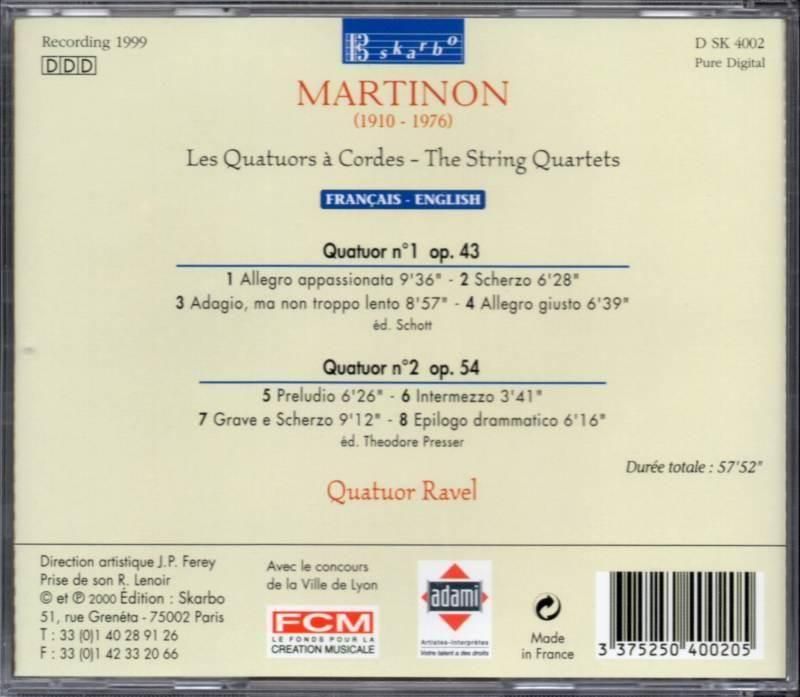 Recording 1999
DDD
skarbo
D SK 4002
Pure Digital
MARTINON
(1910 - 1976)
Les Quatuors à Cordes - The String Quartets
FRANÇAIS - ENGLISH
Quatuor n°1 op. 43
1 Allegro appassionata 9'36" - 2 Scherzo 6'28"
3 Adagio, ma non troppo lento 8'57" - 4 Allegro giusto 6'39"
éd. Schott
Quatuor n°2 op. 54
5 Preludio 6'26" - 6 Intermezzo 3'41"
7 Grave e Scherzo 9'12" - 8 Epilogo drammatico 6'16"
éd. Theodore Presser
Durée totale : 57'52"
Quatuor Ravel
Direction artistique J.P. Ferey
Prise de son R. Lenoir
© et ℗ 2000 Édition : Skarbo
51, rue Grenéta - 75002 Paris
T : 33 (0)1 40 28 91 26
F : 33 (0)1 42 33 20 66
Avec le concours
de la Ville de Lyon
FCM
LE FONDS POUR LA
CREATION MUSICALE
adami
Artistes-Interprètes
Votre talent a des droits
Made
in France
3 375250 400205